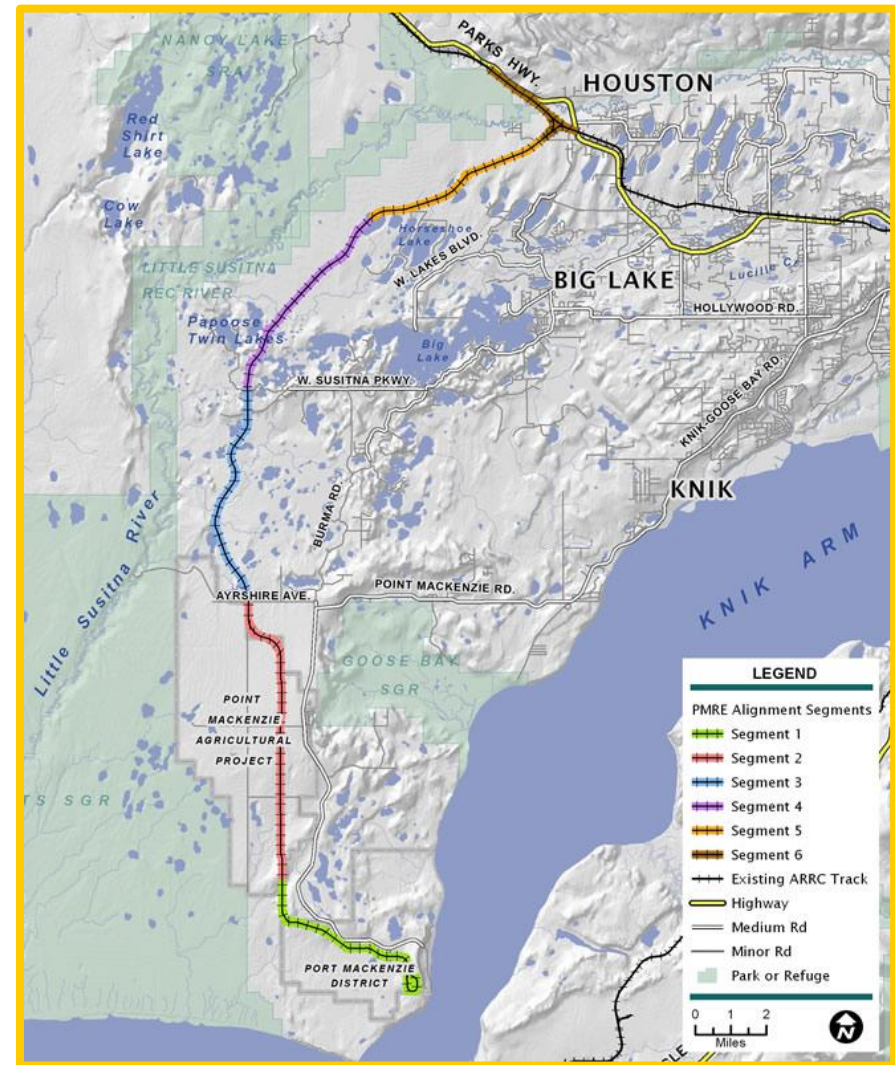 PARKS HWY.
NANCY LAKE
SRA
HOUSTON
Red
Shirt
Lake
Cow
Lake
Horseshoe
Lake
W. LAKES BLVD.
LITTLE SUSITNA
REC RIVER
BIG LAKE
Lucille Cr
HOLLYWOOD RD.
Papoose
Twin Lakes
Big
Lake
W. SUSITNA PKWY.
KNIK-GOOSE BAY RD.
KNIK
BURMA RD.
Little Susitna River
KNIK ARM
AYRSHIRE AVE.
POINT MACKENZIE RD.
GOOSE BAY
SGR
POINT
MACKENZIE
AGRICULTURAL
PROJECT
TS SGR
PORT MACKENZIE
DISTRICT
LEGEND
PMRE Alignment Segments
Segment 1
Segment 2
Segment 3
Segment 4
Segment 5
Segment 6
Existing ARRC Track
Highway
Medium Rd
Minor Rd
Park or Refuge
0 1 2
Miles
N